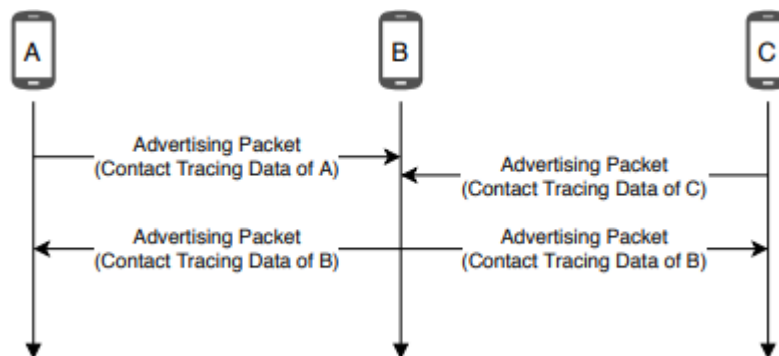 A
B
C
Advertising Packet
(Contact Tracing Data of A)
Advertising Packet
(Contact Tracing Data of C)
Advertising Packet
(Contact Tracing Data of B)
Advertising Packet
(Contact Tracing Data of B)